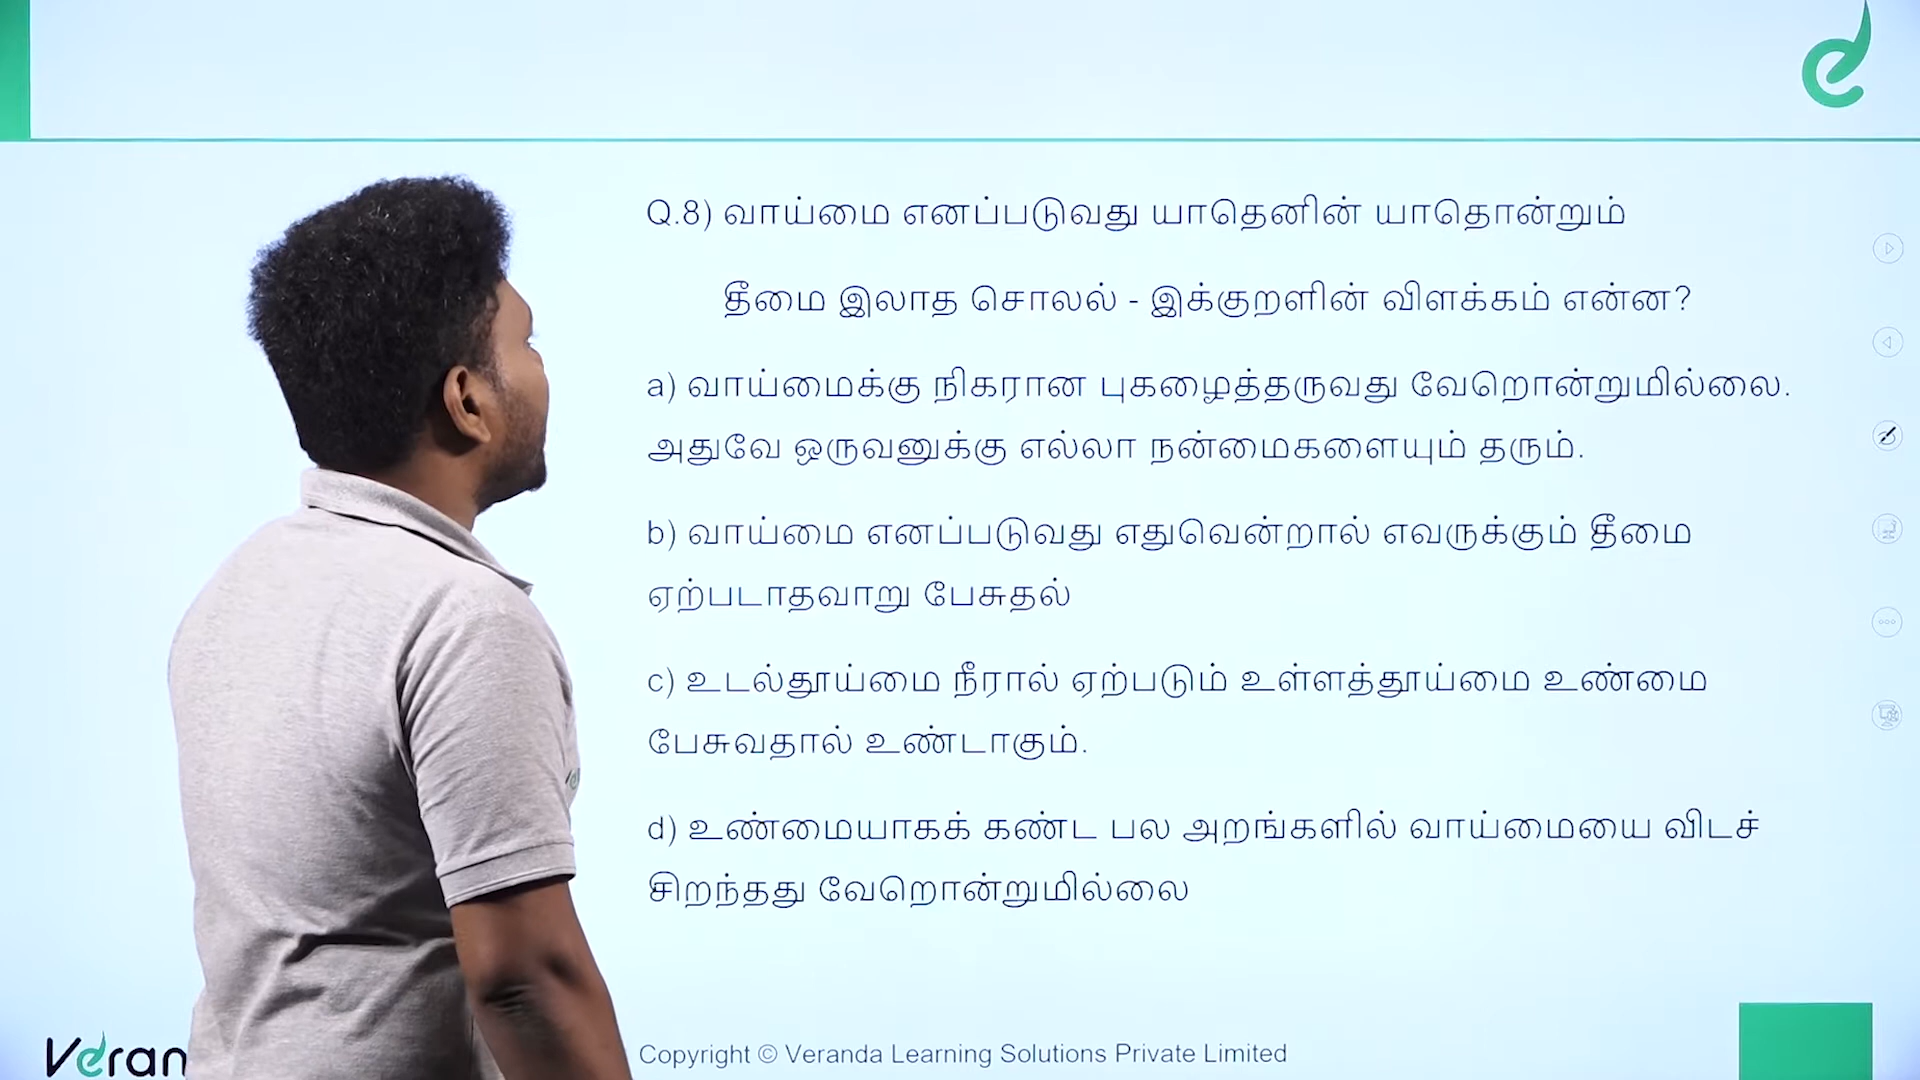 Q.8) வாய்மை எனப்படுவது யாதெனின் யாதொன்றும்
தீமை இலாத சொலல் - இக்குறளின் விளக்கம் என்ன?
a) வாய்மைக்கு நிகரான புகழைத்தருவது வேறொன்றுமில்லை.
அதுவே ஒருவனுக்கு எல்லா நன்மைகளையும் தரும்.
b) வாய்மை எனப்படுவது எதுவென்றால் எவருக்கும் தீமை
ஏற்படாதவாறு பேசுதல்
c) உடல்தூய்மை நீரால் ஏற்படும் உள்ளத்தூய்மை உண்மை
பேசுவதால் உண்டாகும்.
d) உண்மையாகக் கண்ட பல அறங்களில் வாய்மையை விடச்
சிறந்தது வேறொன்றுமில்லை
Veran
Copyright © Veranda Learning Solutions Private Limited